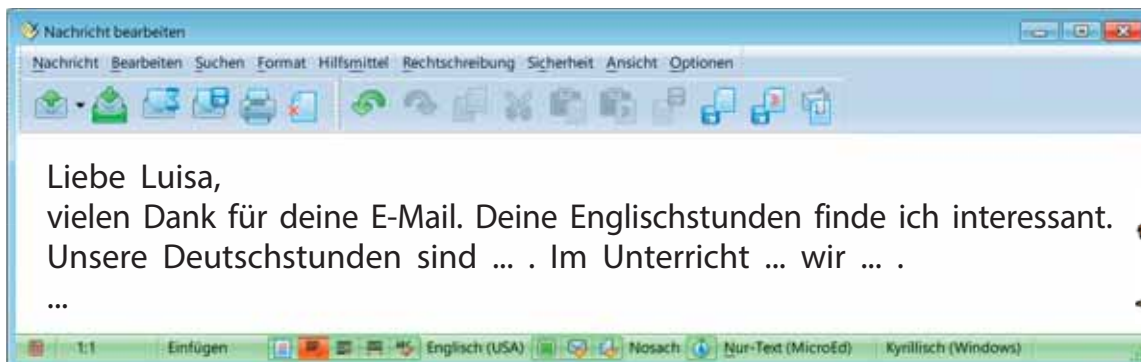 Nachricht bearbeiten
Nachricht Bearbeiten Suchen Format Hilfsmittel Rechtschreibung Sicherheit Ansicht Optionen
Liebe Luisa,
vielen Dank für deine E-Mail. Deine Englischstunden finde ich interessant.
Unsere Deutschstunden sind ... . Im Unterricht ... wir ... .
...
1:1 Einfügen Englisch (USA) Nosach Nur-Text (MicroEd) Kyrillisch (Windows)